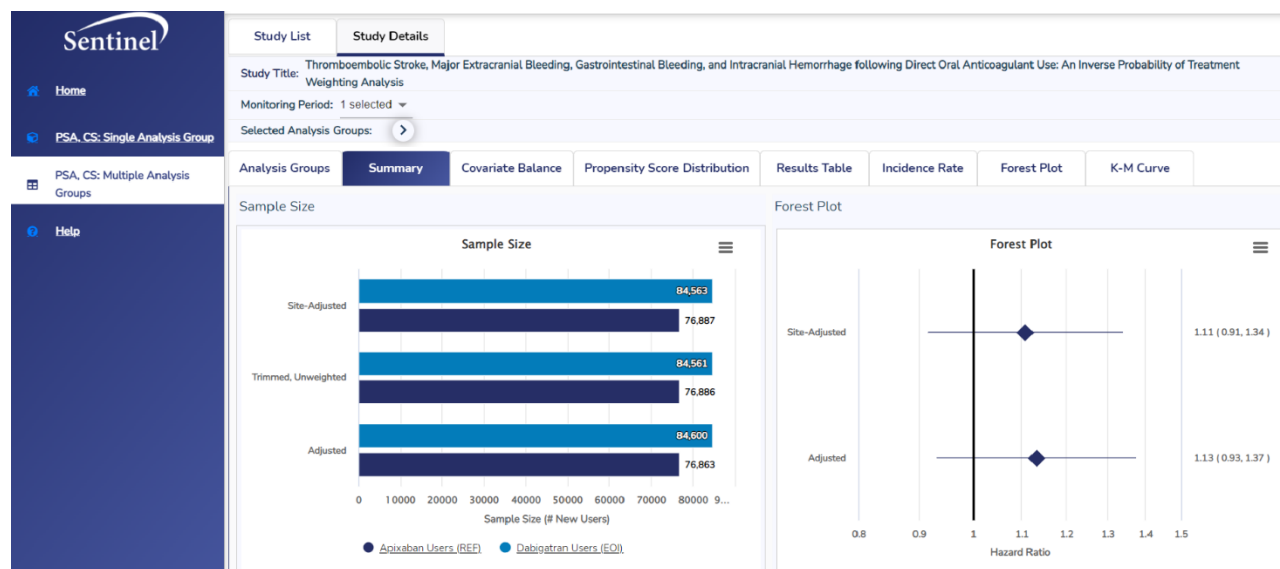 Sentinel
Home
PSA, CS: Single Analysis Group
PSA, CS: Multiple Analysis
Groups
Help
Study List
Study Details
Study Title:
Thromboembolic Stroke, Major Extracranial Bleeding, Gastrointestinal Bleeding, and Intracranial Hemorrhage following Direct Oral Anticoagulant Use: An Inverse Probability of Treatment
Weighting Analysis
Monitoring Period: 1 selected
Selected Analysis Groups:
Analysis Groups
Summary
Covariate Balance
Propensity Score Distribution
Results Table
Incidence Rate
Forest Plot
K-M Curve
Sample Size
Sample Size
Site-Adjusted
84,563
76,887
Trimmed, Unweighted
84,561
76,886
Adjusted
84,600
76,863
0 10000 20000 30000 40000 50000 60000 70000 80000 9...
Sample Size (# New Users)
Apixaban Users (REF) Dabigatran Users (EOI)
Forest Plot
Forest Plot
Site-Adjusted
1.11 ( 0.91, 1.34 )
Adjusted
1.13 ( 0.93, 1.37 )
0.8 0.9 1 1.1 1.2 1.3 1.4 1.5
Hazard Ratio